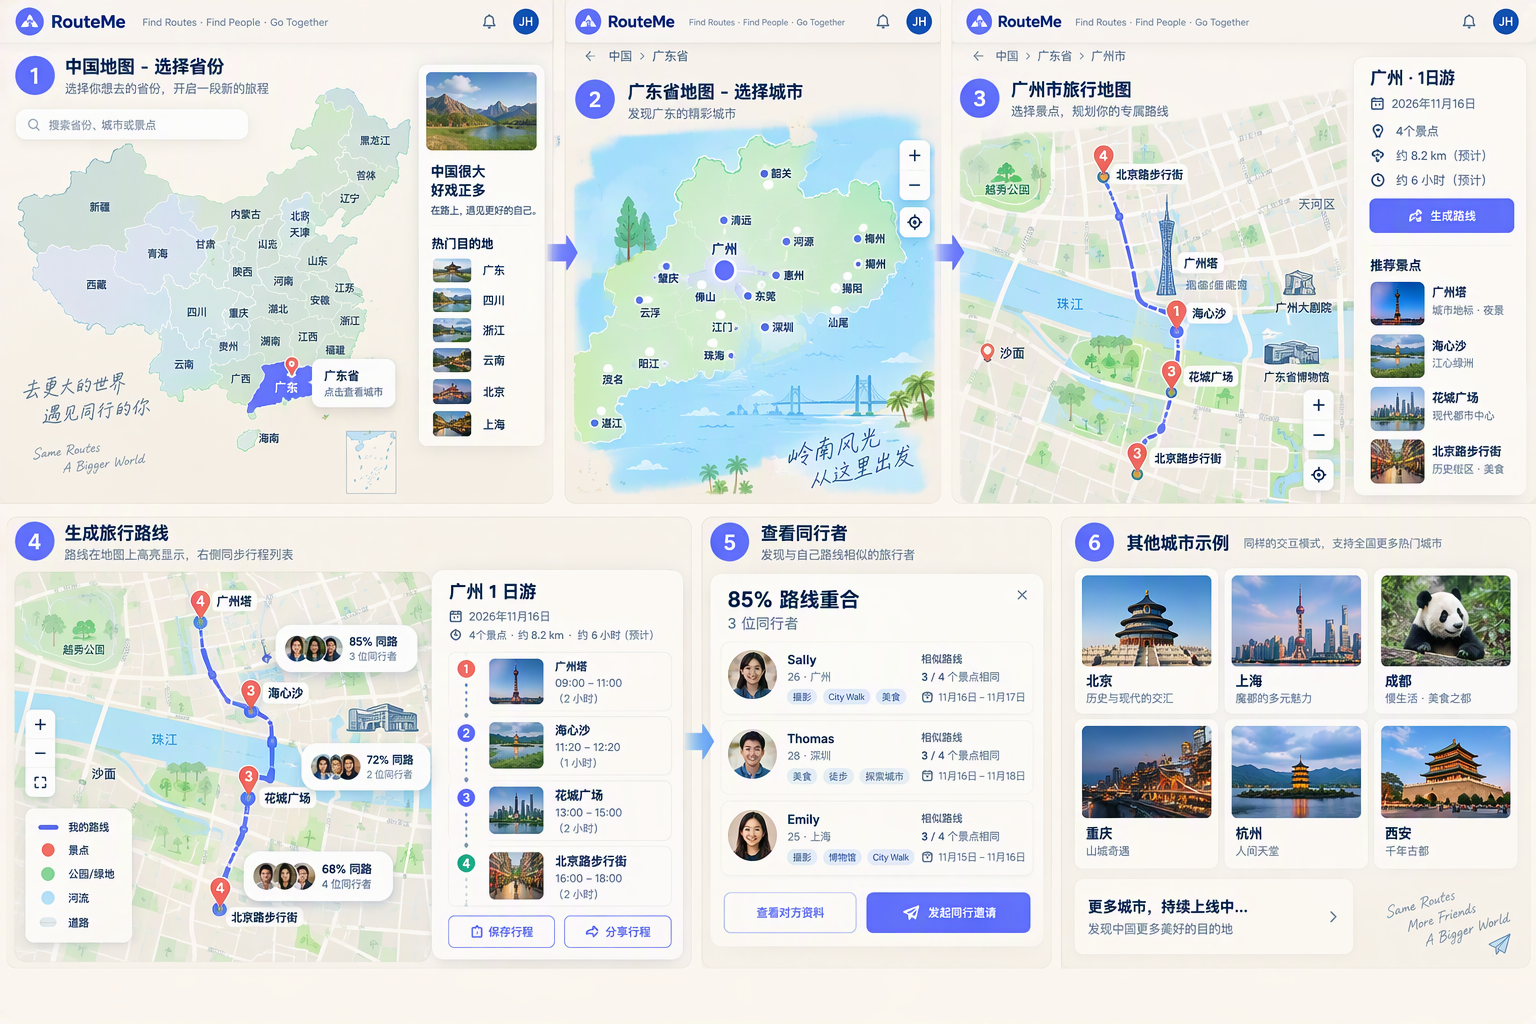 RouteMe
Find Routes · Find People · Go Together
JH
1
中国地图 - 选择省份
选择你想去的省份，开启一段新的旅程
搜索省份、城市或景点
黑龙江
吉林
辽宁
新疆
内蒙古
北京
天津
甘肃
青海
山东
陕西
河南
江苏
西藏
安徽
四川
重庆
湖北
浙江
江西
贵州
湖南
福建
云南
广西
广东
海南
广东省
点击查看城市
去更大的世界
遇见同行的你
Same Routes
A Bigger World
中国很大
好戏正多
在路上，遇见更好的自己。
热门目的地
广东
四川
浙江
云南
北京
上海
RouteMe
Find Routes · Find People · Go Together
JH
← 中国 > 广东省
2
广东省地图 - 选择城市
发现广东的精彩城市
+
−
韶关
清远
广州
河源
梅州
潮州
肇庆
惠州
揭阳
佛山
东莞
云浮
江门
深圳
汕尾
珠海
阳江
茂名
湛江
岭南风光
从这里出发
RouteMe
Find Routes · Find People · Go Together
JH
← 中国 > 广东省 > 广州市
3
广州市旅行地图
选择景点，规划你的专属路线
4
北京路步行街
越秀公园
天河区
广州塔
珠江
1
海心沙
广州大剧院
沙面
3
花城广场
广东省博物馆
3
北京路步行街
+
−
广州 · 1日游
2026年11月16日
4个景点
约 8.2 km（预计）
约 6 小时（预计）
生成路线
推荐景点
广州塔
城市地标 · 夜景
海心沙
江心绿洲
花城广场
现代都市中心
北京路步行街
历史街区 · 美食
4
生成旅行路线
路线在地图上高亮显示，右侧同步行程列表
4
广州塔
越秀公园
85% 同路
3 位同行者
3
海心沙
+
−
珠江
沙面
72% 同路
2 位同行者
3
花城广场
我的路线
景点
公园/绿地
河流
道路
68% 同路
4 位同行者
4
北京路步行街
广州 1 日游
2026年11月16日
4个景点 · 约 8.2 km · 约 6 小时 (预计)
1
广州塔
09:00 – 11:00
（2 小时）
2
海心沙
11:20 – 12:20
（1 小时）
3
花城广场
13:00 – 15:00
（2 小时）
4
北京路步行街
16:00 – 18:00
（2 小时）
保存行程
分享行程
5
查看同行者
发现与自己路线相似的旅行者
85% 路线重合
3 位同行者
×
Sally
26 · 广州
摄影 City Walk 美食
相似路线
3 / 4 个景点相同
11月16日 – 11月17日
Thomas
28 · 深圳
美食 徒步 探索城市
相似路线
3 / 4 个景点相同
11月16日 – 11月18日
Emily
25 · 上海
摄影 博物馆 City Walk
相似路线
3 / 4 个景点相同
11月15日 – 11月16日
查看对方资料
发起同行邀请
6
其他城市示例
同样的交互模式，支持全国更多热门城市
北京
历史与现代的交汇
上海
魔都的多元魅力
成都
慢生活 · 美食之都
重庆
山城奇遇
杭州
人间天堂
西安
千年古都
更多城市，持续上线中...
发现中国更多美好的目的地
Same Routes
More Friends
A Bigger World